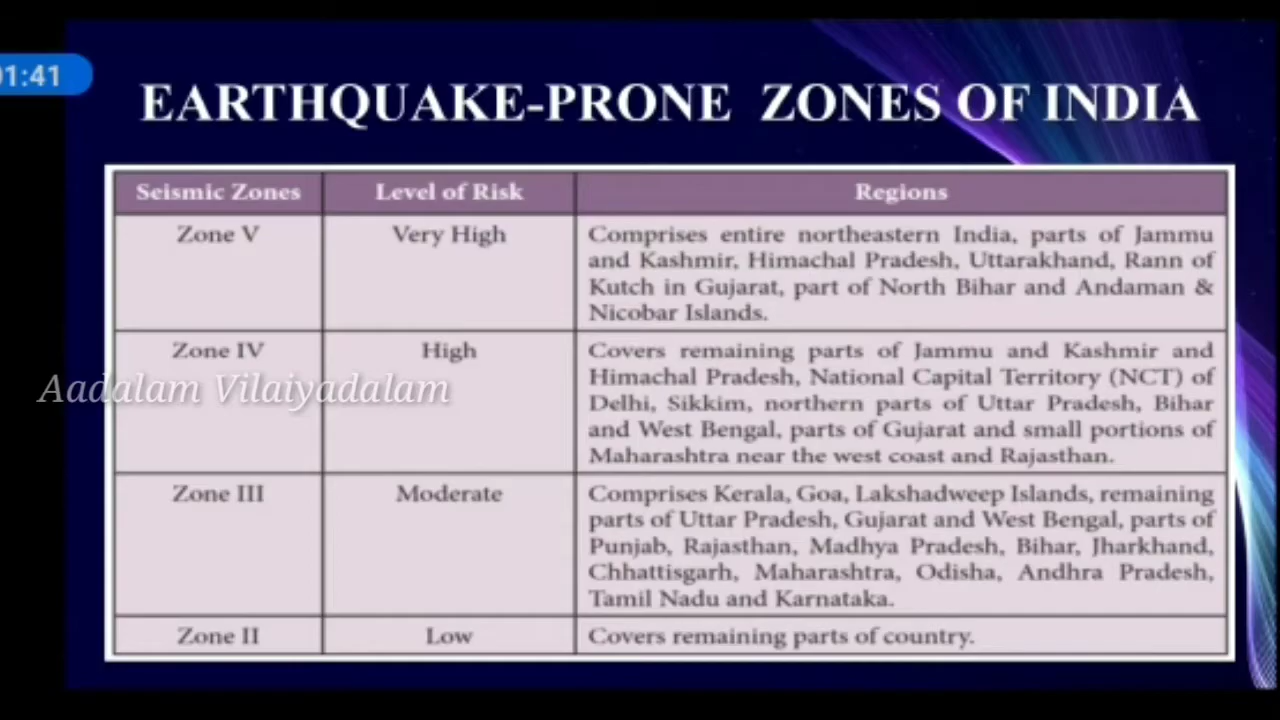 01:41
EARTHQUAKE-PRONE ZONES OF INDIA
Seismic Zones Level of Risk Regions
Zone V Very High Comprises entire northeastern India, parts of Jammu
and Kashmir, Himachal Pradesh, Uttarakhand, Rann of
Kutch in Gujarat, part of North Bihar and Andaman &
Nicobar Islands.
Zone IV High Covers remaining parts of Jammu and Kashmir and
Himachal Pradesh, National Capital Territory (NCT) of
Delhi, Sikkim, northern parts of Uttar Pradesh, Bihar
and West Bengal, parts of Gujarat and small portions of
Maharashtra near the west coast and Rajasthan.
Aadalam Vilaiyadalam
Zone III Moderate Comprises Kerala, Goa, Lakshadweep Islands, remaining
parts of Uttar Pradesh, Gujarat and West Bengal, parts of
Punjab, Rajasthan, Madhya Pradesh, Bihar, Jharkhand,
Chhattisgarh, Maharashtra, Odisha, Andhra Pradesh,
Tamil Nadu and Karnataka.
Zone II Low Covers remaining parts of country.